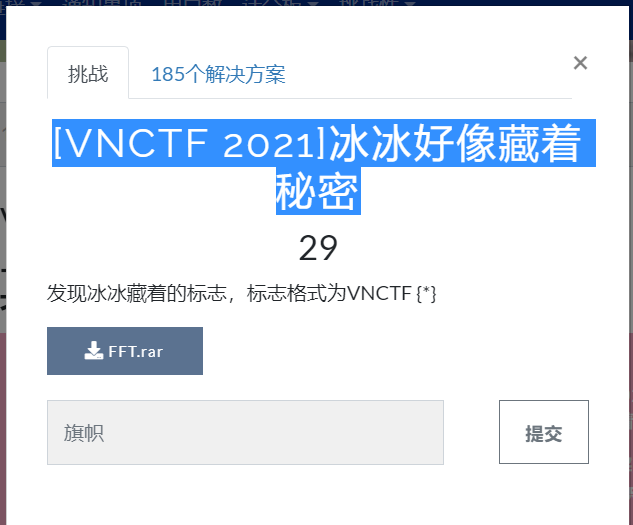 挑战
185个解决方案
×
[VNCTF 2021]冰冰好像藏着
秘密
29
发现冰冰藏着的标志，标志格式为VNCTF {*}
FFT.rar
旗帜
提交